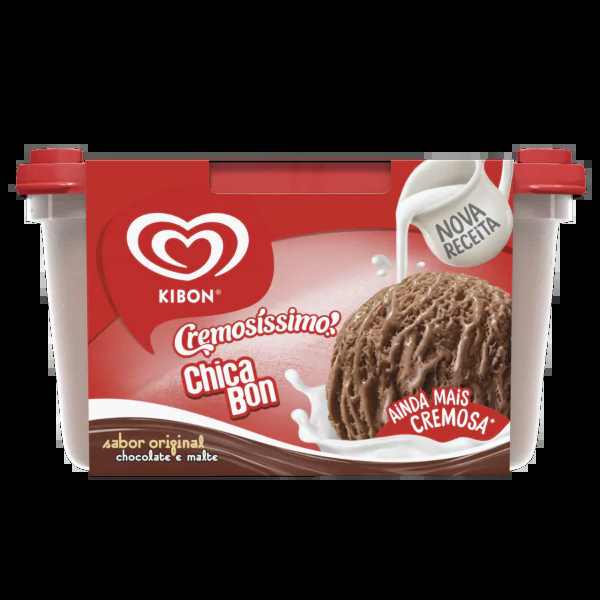 NOVA
RECEITA
KIBON®
Cremosíssimo!
Chica
Bon
AINDA MAIS
CREMOSA*
sabor original
chocolate e malte